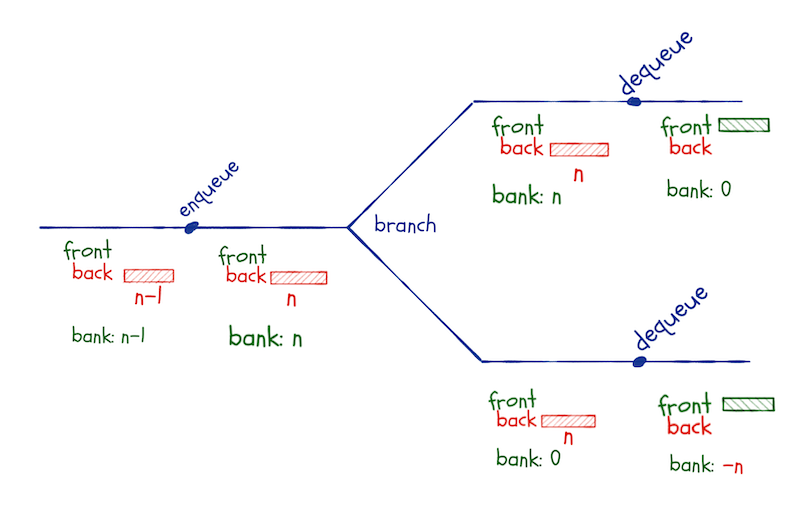 enqueue
front
back
n-1
bank: n-1
front
back
n
bank: n
branch
dequeue
front
back
n
bank: n
front
back
bank: 0
dequeue
front
back
n
bank: 0
front
back
bank: -n